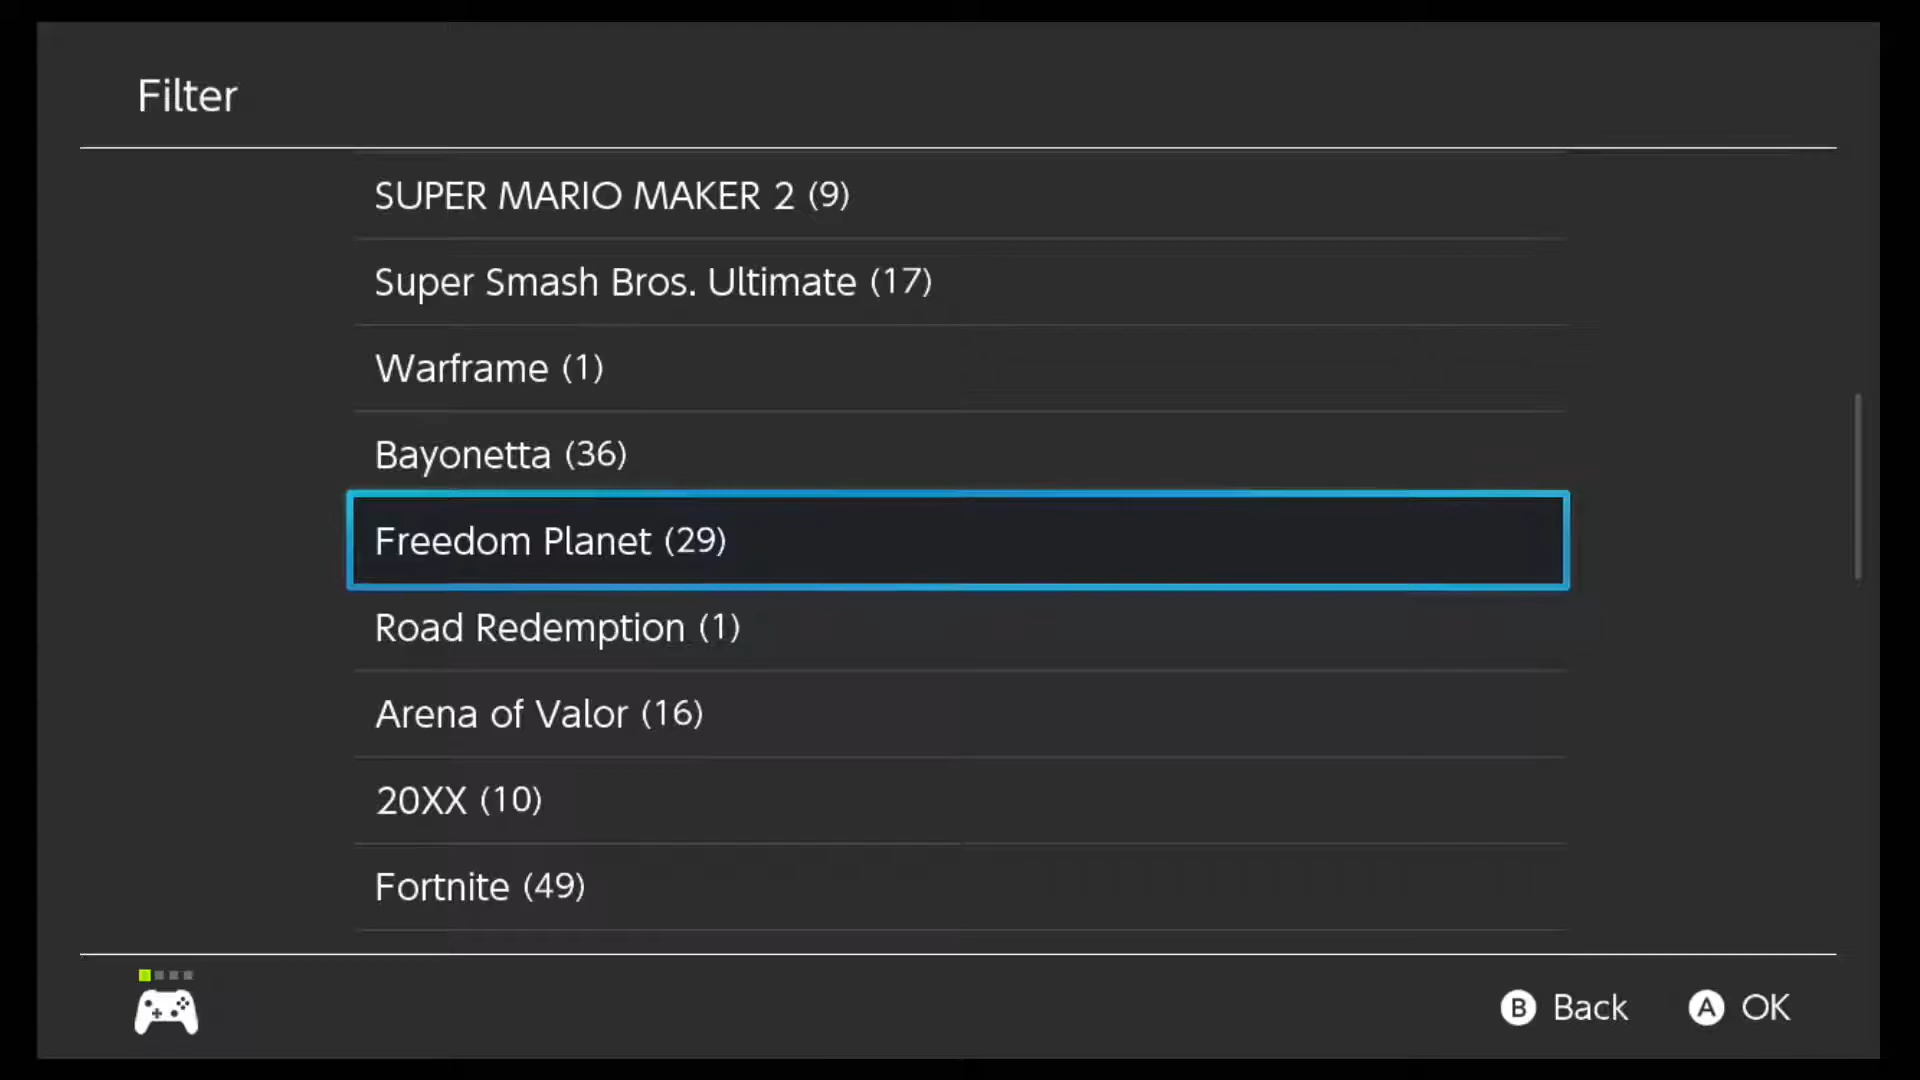 Filter
SUPER MARIO MAKER 2 (9)
Super Smash Bros. Ultimate (17)
Warframe (1)
Bayonetta (36)
Freedom Planet (29)
Road Redemption (1)
Arena of Valor (16)
20XX (10)
Fortnite (49)
B Back A OK